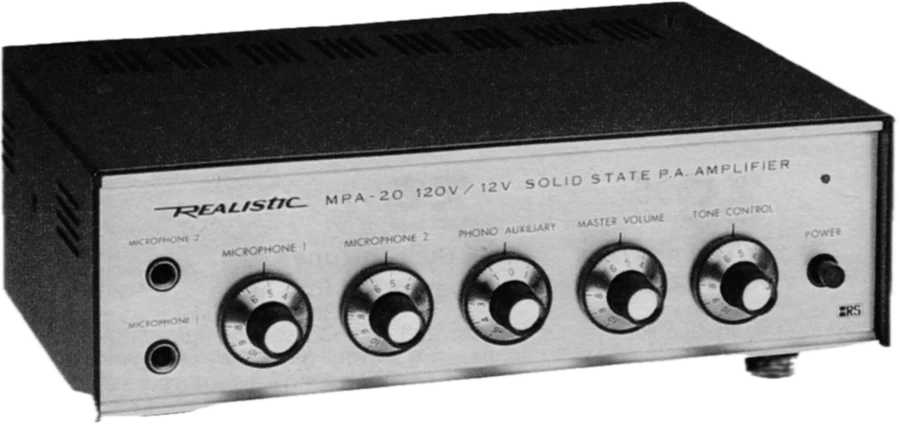 REALISTIC MPA-20 120V/12V SOLID STATE P.A. AMPLIFIER
MICROPHONE 2
MICROPHONE 1
MICROPHONE 1
MICROPHONE 2
PHONO AUXILIARY
MASTER VOLUME
TONE CONTROL
POWER
RS